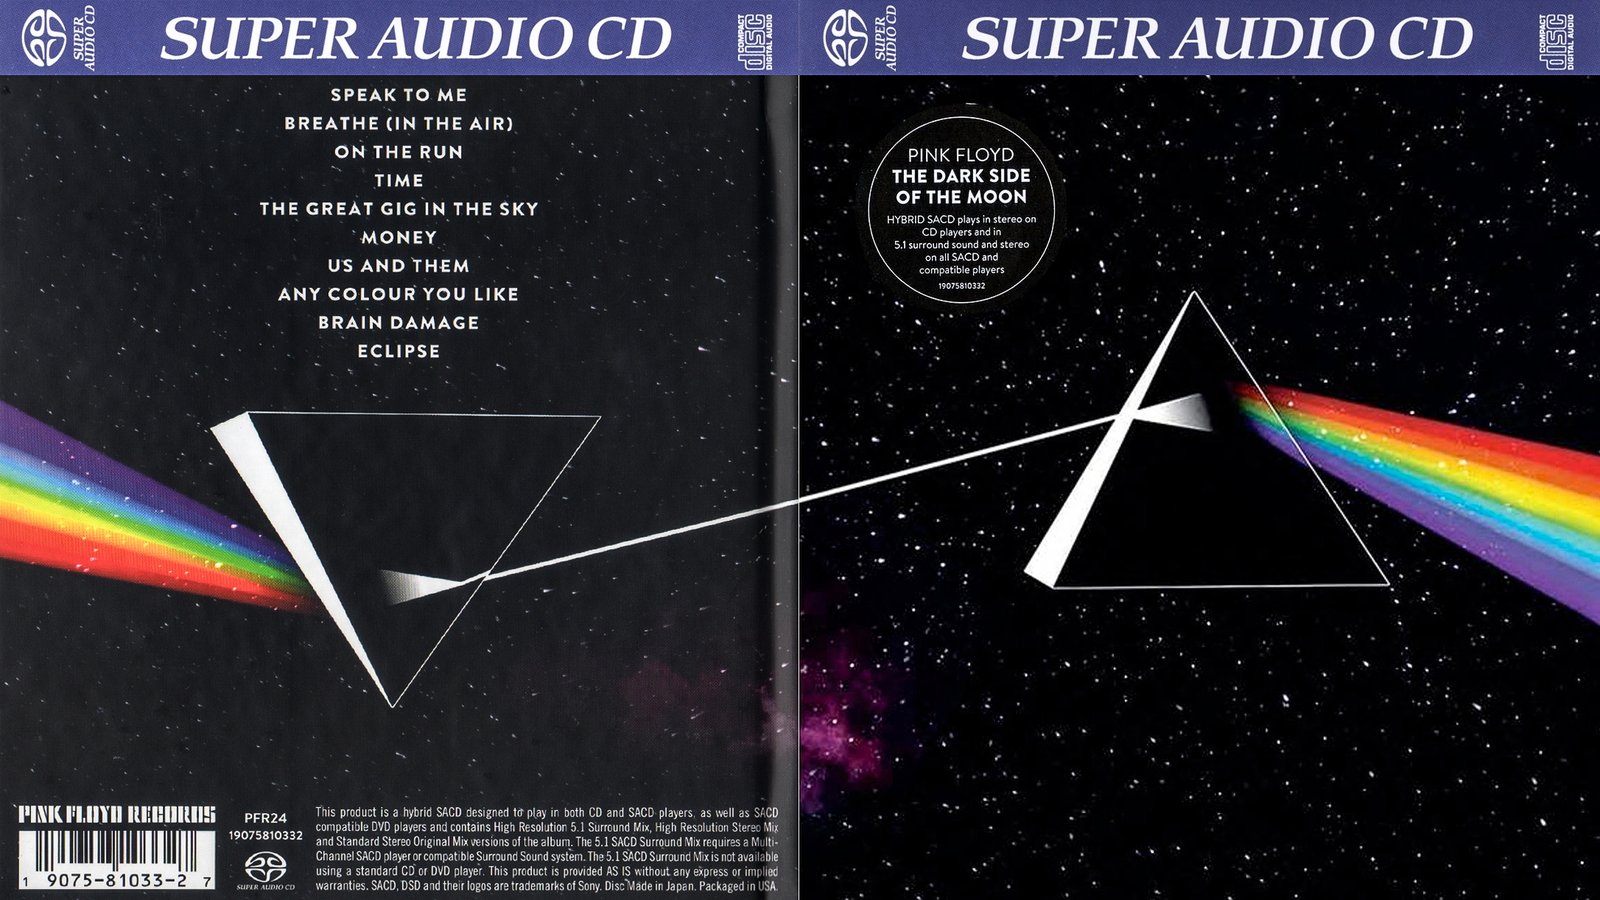 SUPER AUDIO CD
SUPER AUDIO CD
COMPACT
disc
DIGITAL AUDIO
SPEAK TO ME
BREATHE (IN THE AIR)
ON THE RUN
TIME
THE GREAT GIG IN THE SKY
MONEY
US AND THEM
ANY COLOUR YOU LIKE
BRAIN DAMAGE
ECLIPSE
PINK FLOYD RECORDS
1 9075-81033-2 7
PFR24
19075810332
SUPER AUDIO CD
This product is a hybrid SACD designed to play in both CD and SACD players, as well as SACD
compatible DVD players and contains High Resolution 5.1 Surround Mix, High Resolution Stereo Mix
and Standard Stereo Original Mix versions of the album. The 5.1 SACD Surround Mix requires a Multi-
Channel SACD player or compatible Surround Sound system. The 5.1 SACD Surround Mix is not available
using a standard CD or DVD player. This product is provided AS IS without any express or implied
warranties. SACD, DSD and their logos are trademarks of Sony. Disc Made in Japan. Packaged in USA.
SUPER AUDIO CD
SUPER AUDIO CD
COMPACT
disc
DIGITAL AUDIO
PINK FLOYD
THE DARK SIDE
OF THE MOON
HYBRID SACD plays in stereo on
CD players and in
5.1 surround sound and stereo
on all SACD and
compatible players
19075810332